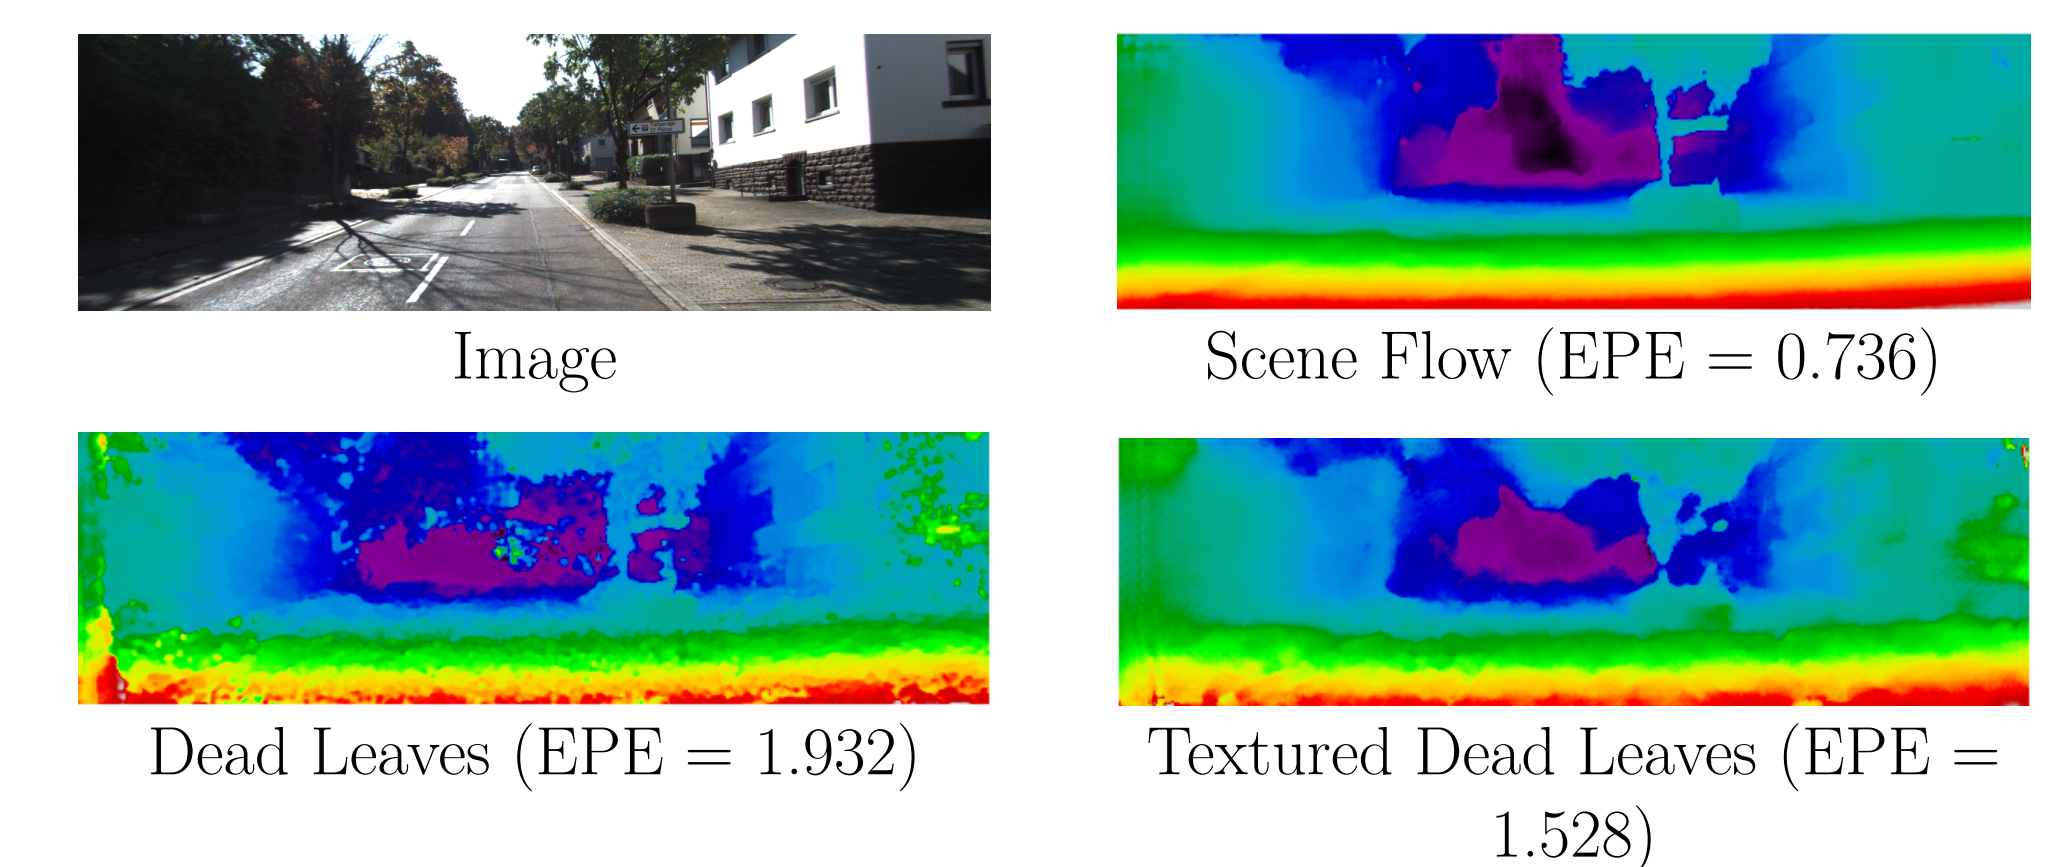 Image
Scene Flow (EPE = 0.736)
Dead Leaves (EPE = 1.932)
Textured Dead Leaves (EPE =
1.528)